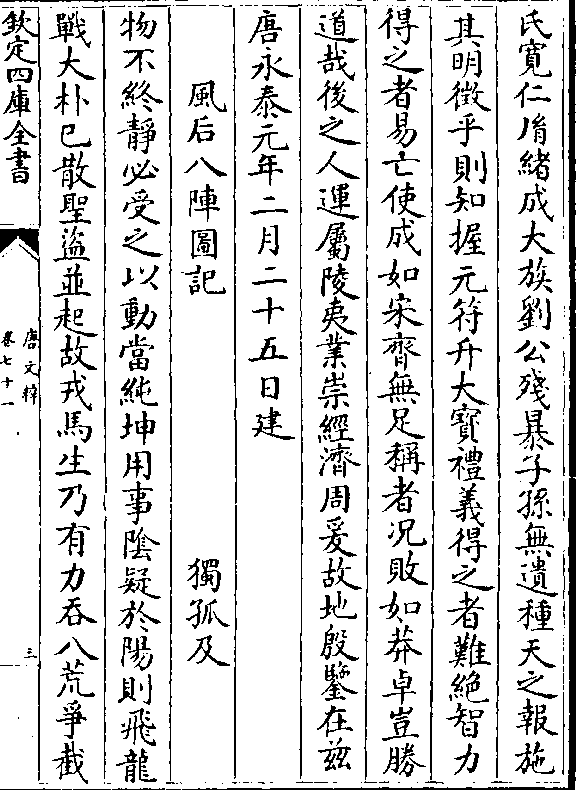 氏寛仁胤緒成大族劉公殘暴子孫無遺種天之報施
其明徴乎則知握元符升大寶禮義得之者難絶智力
得之者易亡使成如宋齊無足稱者况敗如莽卓豈勝
道哉後之人運屬陵夷業崇經濟周爰故地殷鑒在兹
唐永泰元年二月二十五日建
風后八陣圖記 獨孤及
物不終靜必受之以動當純坤用事陰疑於陽則飛龍
戰大朴已散聖盜並起故戎馬生乃有力吞八荒爭截
欽定四庫全書
唐文粹
卷七十一
三